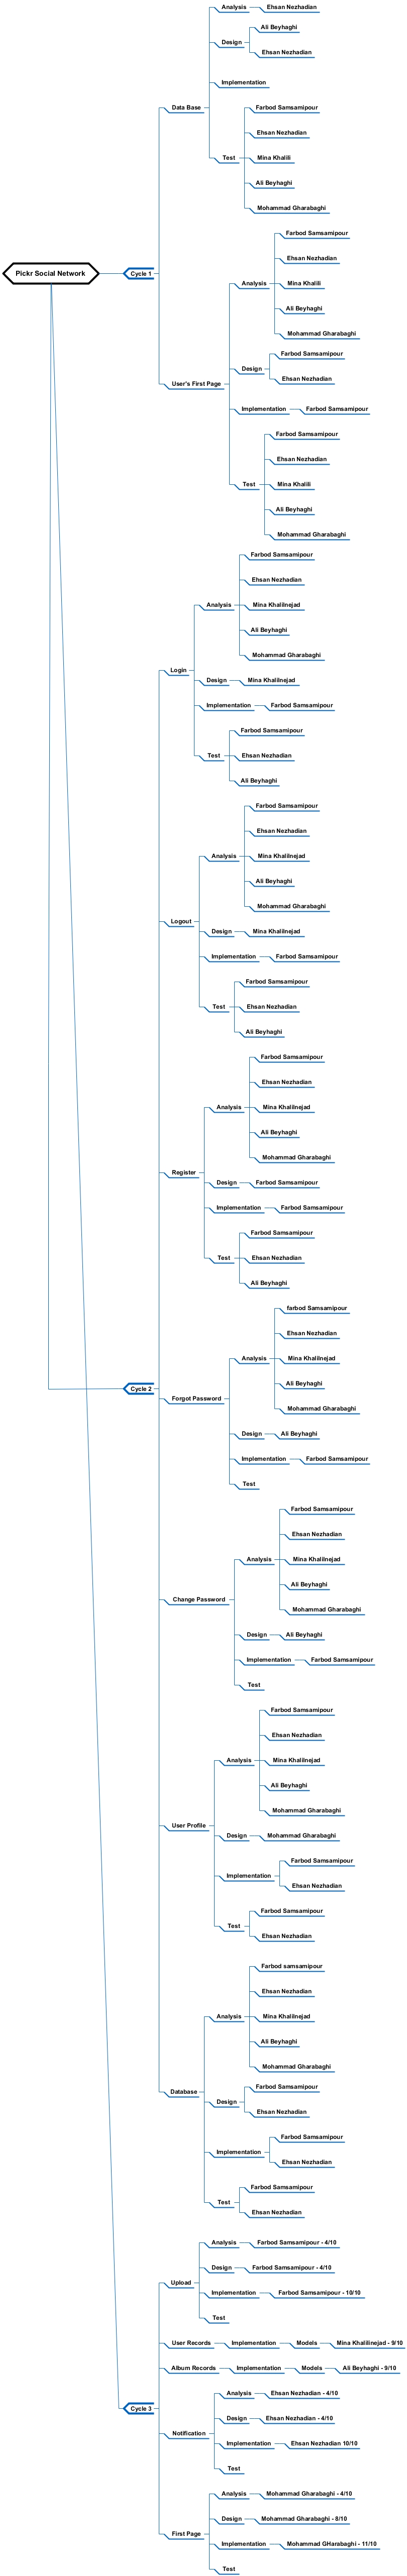 Pickr Social Network
Cycle 1
Data Base
Analysis
Ehsan Nezhadian
Design
Ali Beyhaghi
Ehsan Nezhadian
Implementation
Test
Farbod Samsamipour
Ehsan Nezhadian
Mina Khalili
Ali Beyhaghi
Mohammad Gharabaghi
User's First Page
Analysis
Farbod Samsamipour
Ehsan Nezhadian
Mina Khalili
Ali Beyhaghi
Mohammad Gharabaghi
Design
Farbod Samsamipour
Ehsan Nezhadian
Implementation
Farbod Samsamipour
Test
Farbod Samsamipour
Ehsan Nezhadian
Mina Khalili
Ali Beyhaghi
Mohammad Gharabaghi
Cycle 2
Login
Analysis
Farbod Samsamipour
Ehsan Nezhadian
Mina Khalilnejad
Ali Beyhaghi
Mohammad Gharabaghi
Design
Mina Khalilnejad
Implementation
Farbod Samsamipour
Test
Farbod Samsamipour
Ehsan Nezhadian
Ali Beyhaghi
Logout
Analysis
Farbod Samsamipour
Ehsan Nezhadian
Mina Khalilnejad
Ali Beyhaghi
Mohammad Gharabaghi
Design
Mina Khalilnejad
Implementation
Farbod Samsamipour
Test
Farbod Samsamipour
Ehsan Nezhadian
Ali Beyhaghi
Register
Analysis
Farbod Samsamipour
Ehsan Nezhadian
Mina Khalilnejad
Ali Beyhaghi
Mohammad Gharabaghi
Design
Farbod Samsamipour
Implementation
Farbod Samsamipour
Test
Farbod Samsamipour
Ehsan Nezhadian
Ali Beyhaghi
Forgot Password
Analysis
farbod Samsamipour
Ehsan Nezhadian
Mina Khalilnejad
Ali Beyhaghi
Mohammad Gharabaghi
Design
Ali Beyhaghi
Implementation
Farbod Samsamipour
Test
Change Password
Analysis
Farbod Samsamipour
Ehsan Nezhadian
Mina Khalilnejad
Ali Beyhaghi
Mohammad Gharabaghi
Design
Ali Beyhaghi
Implementation
Farbod Samsamipour
Test
User Profile
Analysis
Farbod Samsamipour
Ehsan Nezhadian
Mina Khalilnejad
Ali Beyhaghi
Mohammad Gharabaghi
Design
Mohammad Gharabaghi
Implementation
Farbod Samsamipour
Ehsan Nezhadian
Test
Farbod Samsamipour
Ehsan Nezhadian
Database
Analysis
Farbod samsamipour
Ehsan Nezhadian
Mina Khalilnejad
Ali Beyhaghi
Mohammad Gharabaghi
Design
Farbod Samsamipour
Ehsan Nezhadian
Implementation
Farbod Samsamipour
Ehsan Nezhadian
Test
Farbod Samsamipour
Ehsan Nezhadian
Cycle 3
Upload
Analysis
Farbod Samsamipour - 4/10
Design
Farbod Samsamipour - 4/10
Implementation
Farbod Samsamipour - 10/10
Test
User Records
Implementation
Models
Mina Khalilinejad - 9/10
Album Records
Implementation
Models
Ali Beyhaghi - 9/10
Notification
Analysis
Ehsan Nezhadian - 4/10
Design
Ehsan Nezhadian - 4/10
Implementation
Ehsan Nezhadian 10/10
Test
First Page
Analysis
Mohammad Gharabaghi - 4/10
Design
Mohammad Gharabaghi - 8/10
Implementation
Mohammad GHarabaghi - 11/10
Test